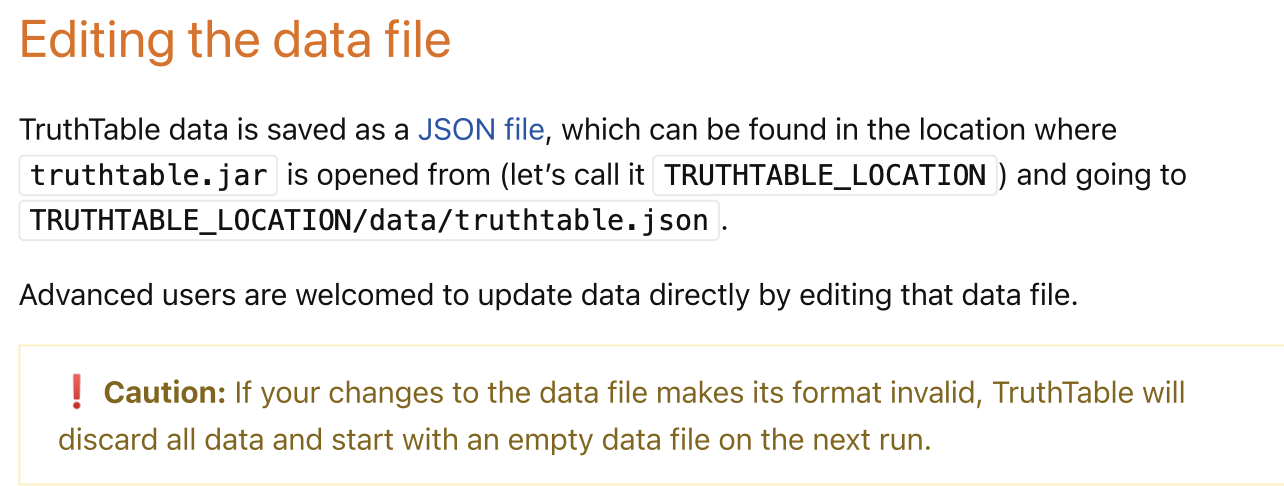 Editing the data file
TruthTable data is saved as a JSON file, which can be found in the location where
truthtable.jar is opened from (let’s call it TRUTHTABLE_LOCATION) and going to
TRUTHTABLE_LOCATION/data/truthtable.json.
Advanced users are welcomed to update data directly by editing that data file.
❗ Caution: If your changes to the data file makes its format invalid, TruthTable will
discard all data and start with an empty data file on the next run.